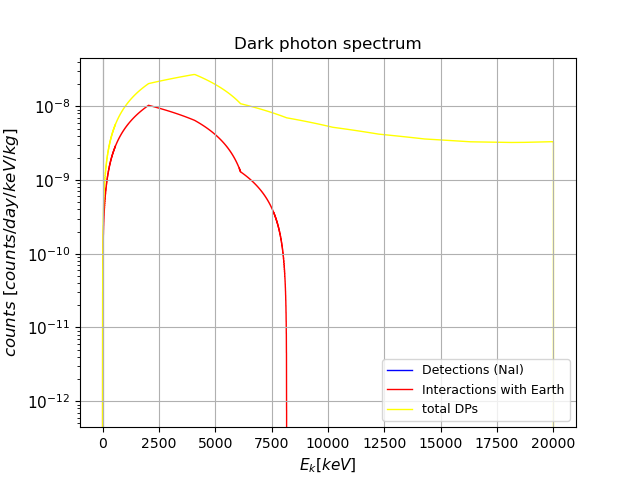 Dark photon spectrum
counts [counts/day/keV/kg]
10⁻⁸
10⁻⁹
10⁻¹⁰
10⁻¹¹
10⁻¹²
Detections (NaI)
Interactions with Earth
total DPs
0 2500 5000 7500 10000 12500 15000 17500 20000
Eₖ[keV]